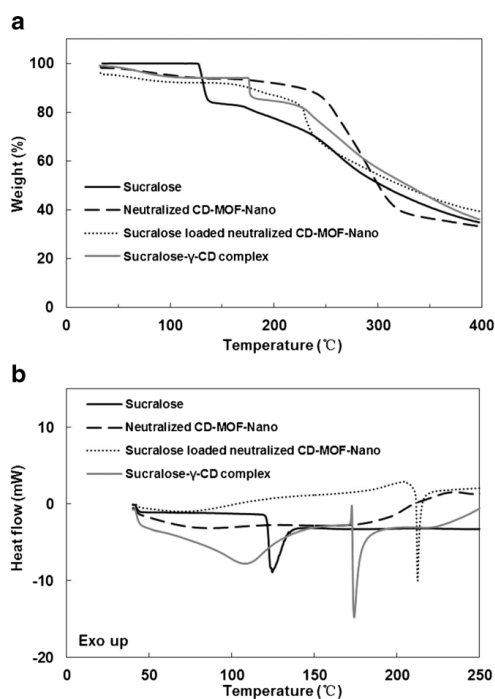 a
100
80
60
40
20
0
Weight (%)
Sucralose
Neutralized CD-MOF-Nano
Sucralose loaded neutralized CD-MOF-Nano
Sucralose-γ-CD complex
0 100 200 300 400
Temperature (℃)
b
Sucralose
Neutralized CD-MOF-Nano
Sucralose loaded neutralized CD-MOF-Nano
Sucralose-γ-CD complex
10
0
-10
-20
Heat flow (mW)
Exo up
0 50 100 150 200 250
Temperature (℃)